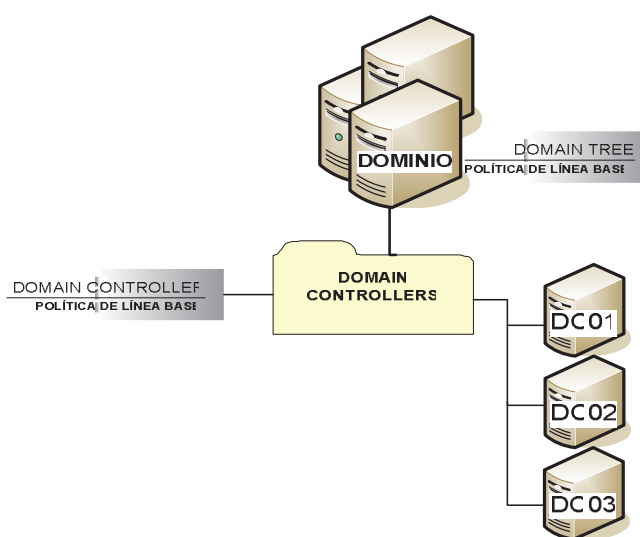 DOMINIO
DOMAIN TREE
POLÍTICA DE LÍNEA BASE
DOMAIN
CONTROLLERS
DOMAIN CONTROLLER
POLÍTICA DE LÍNEA BASE
DC01
DC02
DC03